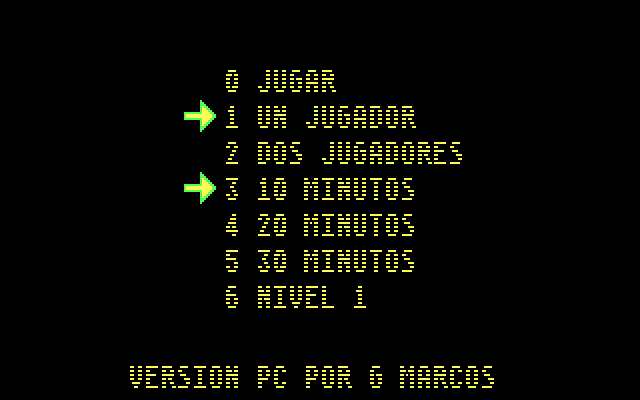 0 JUGAR
1 UN JUGADOR
2 DOS JUGADORES
3 10 MINUTOS
4 20 MINUTOS
5 30 MINUTOS
6 NIVEL 1
VERSION PC POR G MARCOS